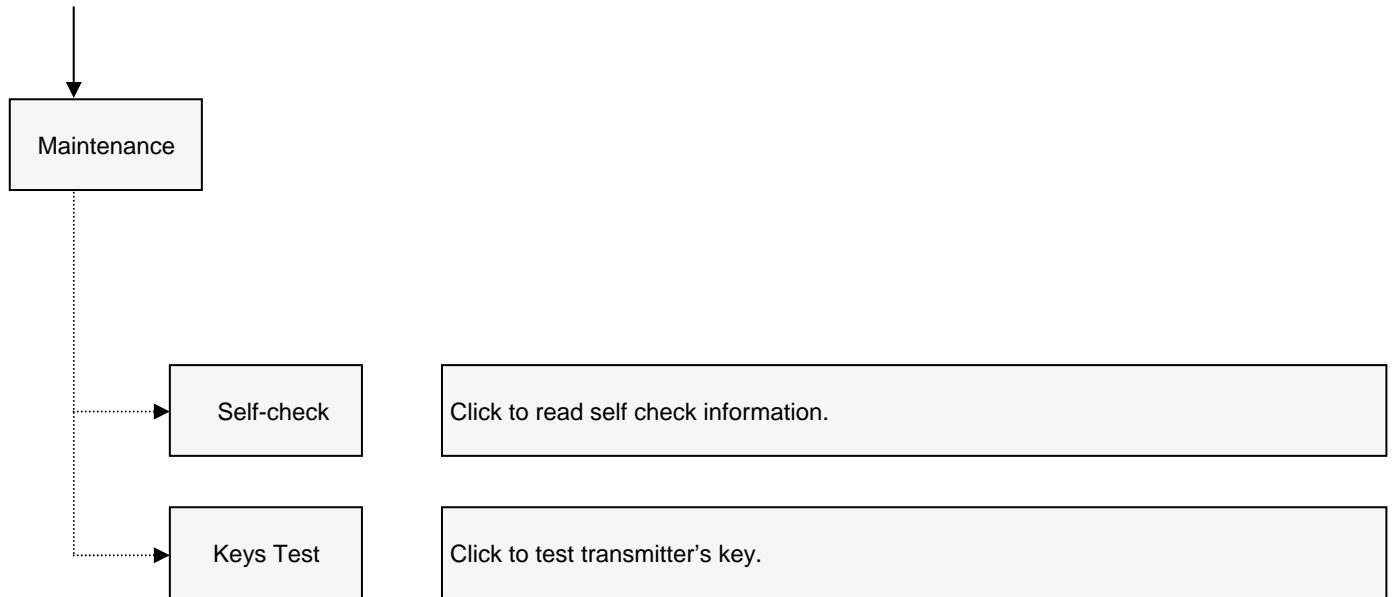 Maintenance
Self-check
Click to read self check information.
Keys Test
Click to test transmitter’s key.